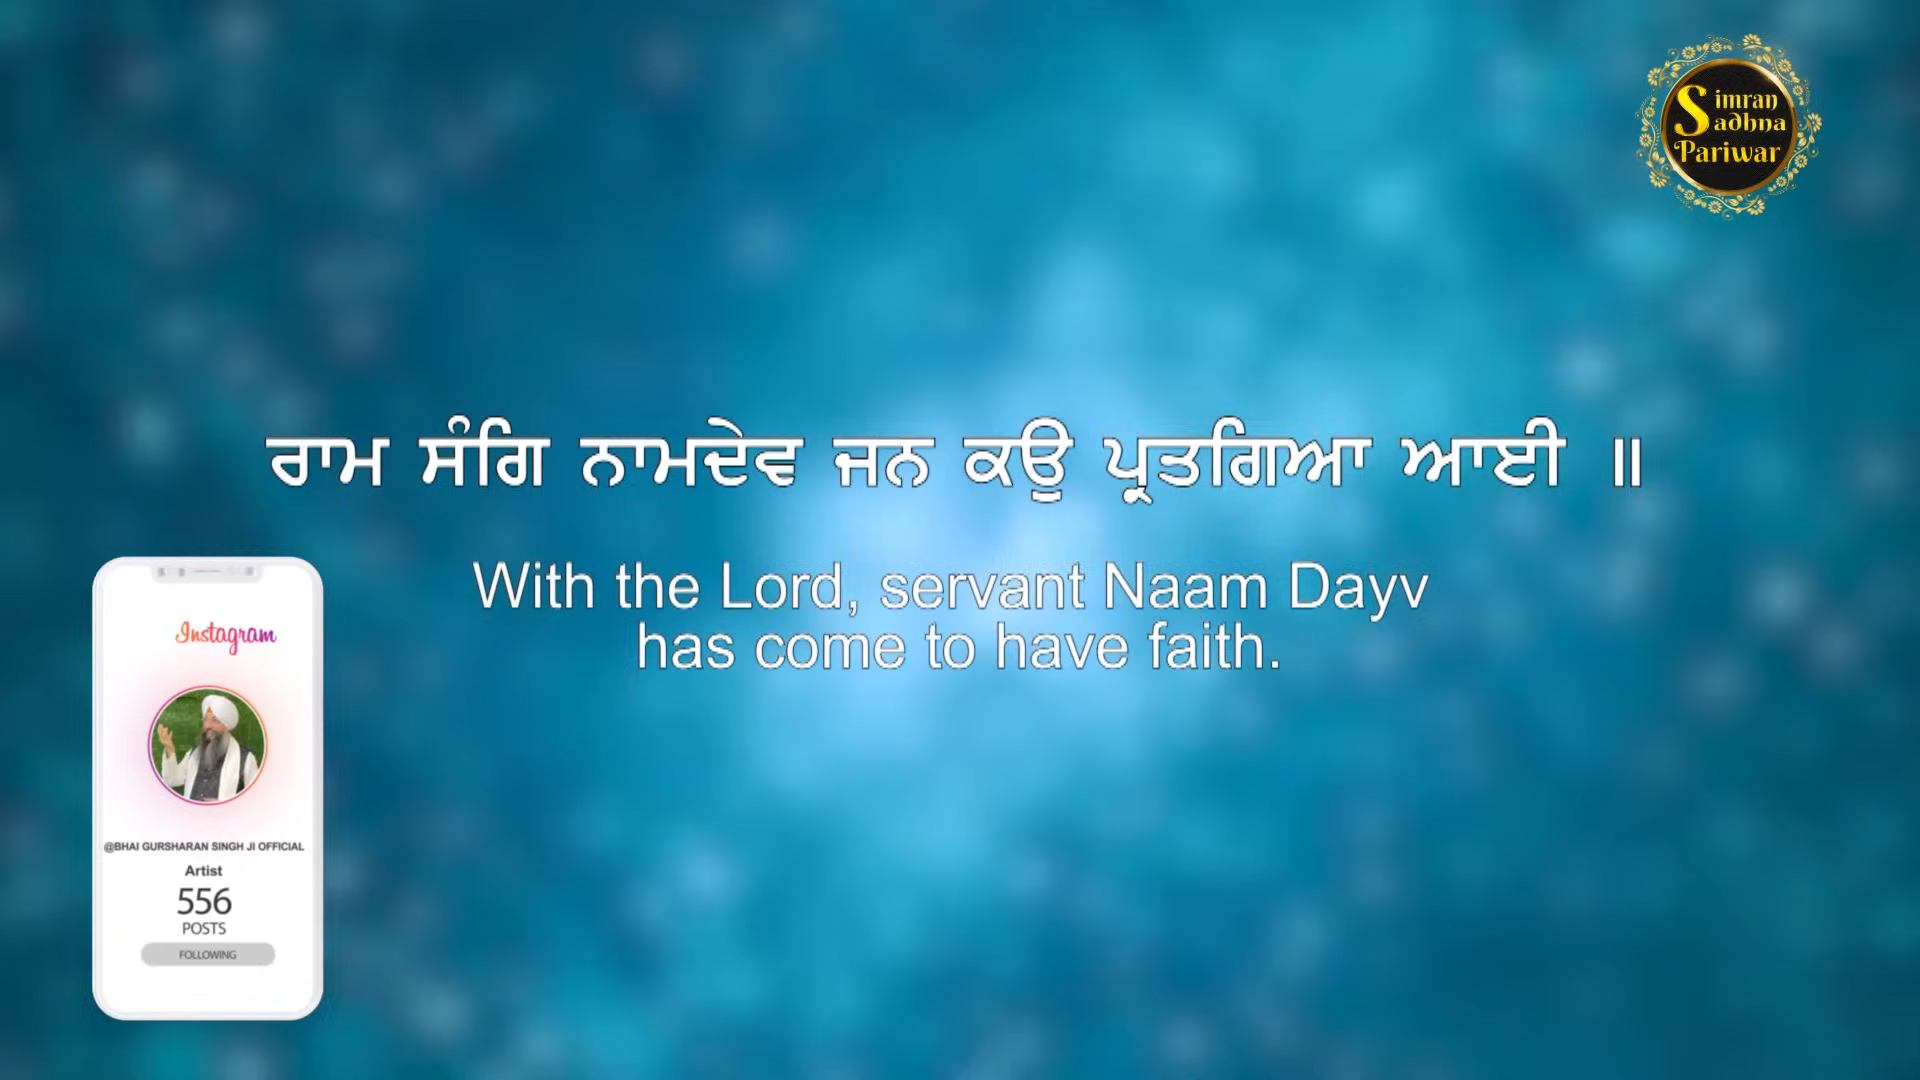 Simran
Sadhna
Pariwar
ਰਾਮ ਸੰਗਿ ਨਾਮਦੇਵ ਜਨ ਕਉ ਪ੍ਰਤਗਿਆ ਆਈ ॥
With the Lord, servant Naam Dayv
has come to have faith.
Instagram
@BHAI GURSHARAN SINGH JI OFFICIAL
Artist
556
POSTS
FOLLOWING